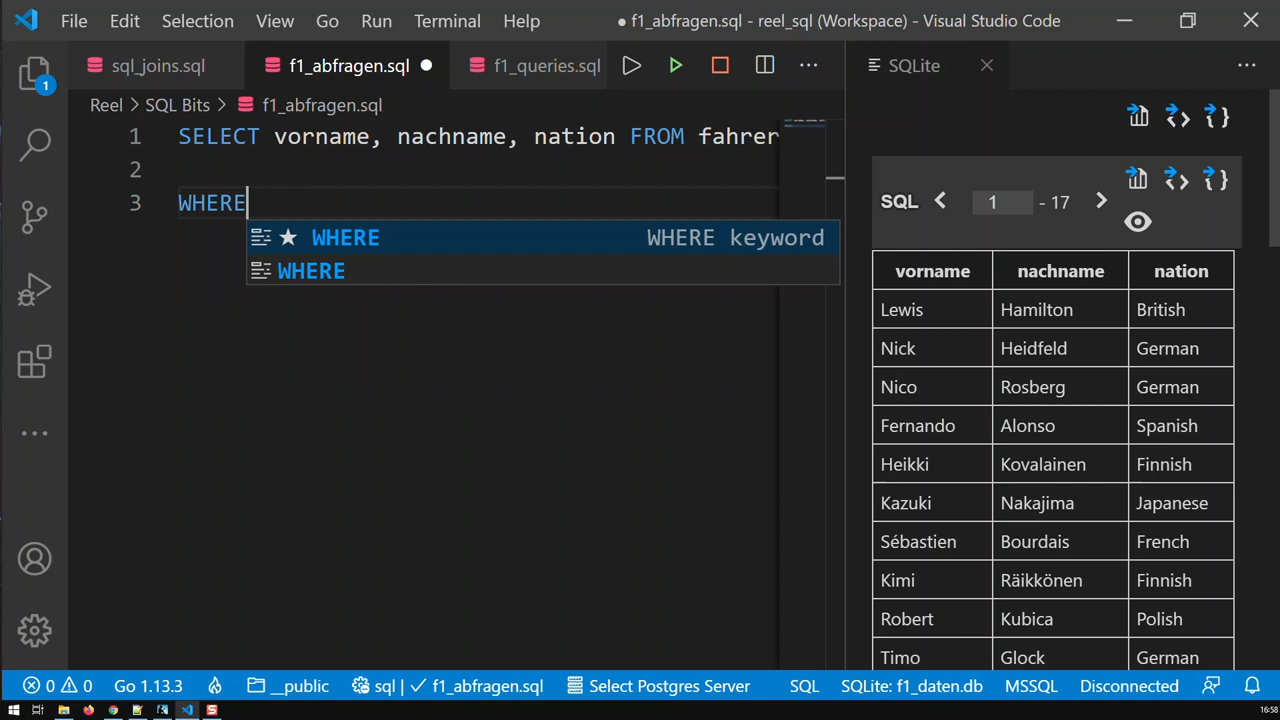 File Edit Selection View Go Run Terminal Help ● f1_abfragen.sql - reel_sql (Workspace) - Visual Studio Code
sql_joins.sql f1_abfragen.sql f1_queries.sql SQLite
1
Reel > SQL Bits > f1_abfragen.sql
1 SELECT vorname, nachname, nation FROM fahrer
2
3 WHERE
WHERE WHERE keyword
WHERE
SQL 1 - 17
vorname nachname nation
Lewis Hamilton British
Nick Heidfeld German
Nico Rosberg German
Fernando Alonso Spanish
Heikki Kovalainen Finnish
Kazuki Nakajima Japanese
Sébastien Bourdais French
Kimi Räikkönen Finnish
Robert Kubica Polish
Timo Glock German
0 0 Go 1.13.3 __public sql | ✓ f1_abfragen.sql Select Postgres Server SQL SQLite: f1_daten.db MSSQL Disconnected
16:58